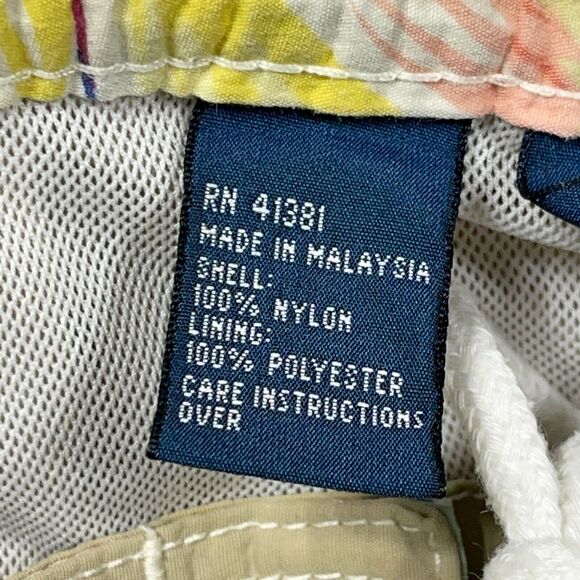 RN 41381
MADE IN MALAYSIA
SHELL:
100% NYLON
LINING:
100% POLYESTER
CARE INSTRUCTIONS
OVER